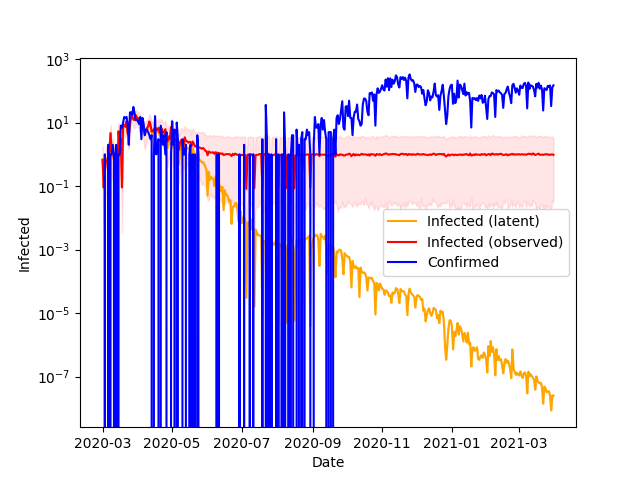 10³
10¹
10⁻¹
10⁻³
10⁻⁵
10⁻⁷
Infected
Infected (latent)
Infected (observed)
Confirmed
2020-03 2020-05 2020-07 2020-09 2020-11 2021-01 2021-03
Date